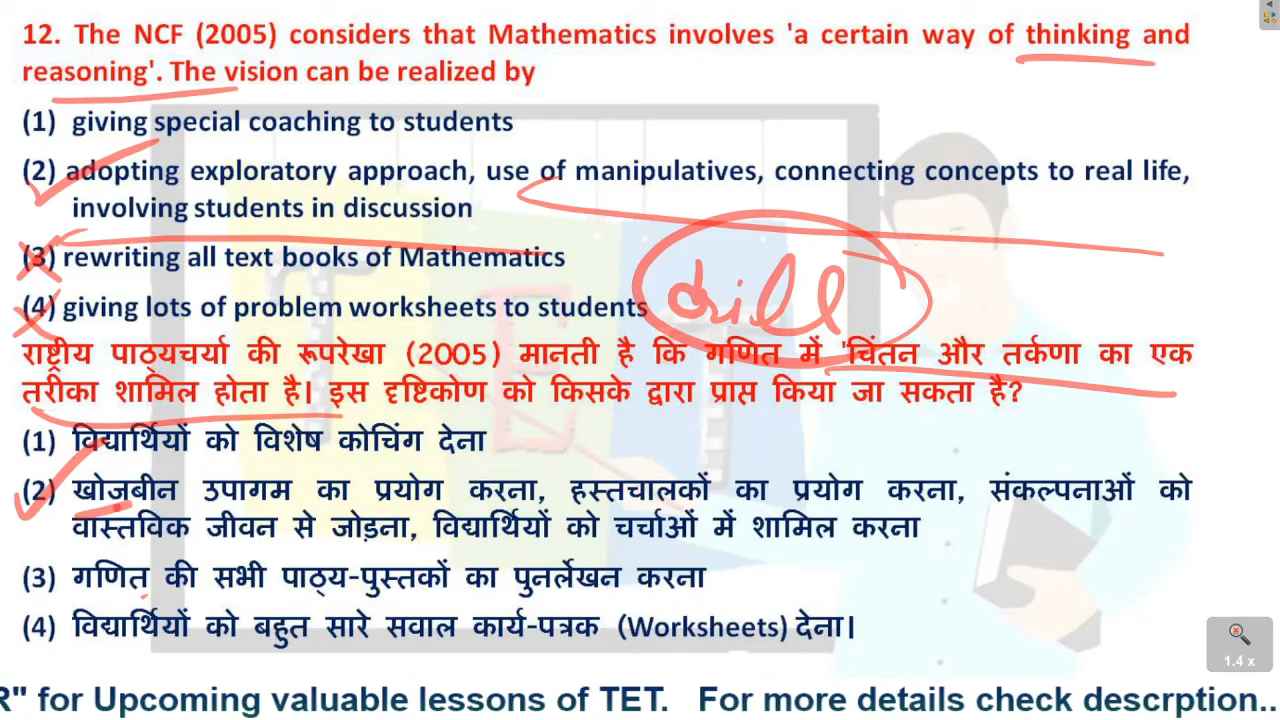 12. The NCF (2005) considers that Mathematics involves 'a certain way of thinking and
reasoning'. The vision can be realized by
(1) giving special coaching to students
(2) adopting exploratory approach, use of manipulatives, connecting concepts to real life,
involving students in discussion
(3) rewriting all text books of Mathematics
(4) giving lots of problem worksheets to students
drill
राष्ट्रीय पाठ्यचर्या की रूपरेखा (2005) मानती है कि गणित में 'चिंतन और तर्कणा का एक
तरीका शामिल होता है। इस दृष्टिकोण को किसके द्वारा प्राप्त किया जा सकता है?
(1) विद्यार्थियों को विशेष कोचिंग देना
(2) खोजबीन उपागम का प्रयोग करना, हस्तचालकों का प्रयोग करना, संकल्पनाओं को
वास्तविक जीवन से जोड़ना, विद्यार्थियों को चर्चाओं में शामिल करना
(3) गणित की सभी पाठ्य-पुस्तकों का पुनर्लेखन करना
(4) विद्यार्थियों को बहुत सारे सवाल कार्य-पत्रक (Worksheets) देना।
1.4 x
R" for Upcoming valuable lessons of TET. For more details check descrption..